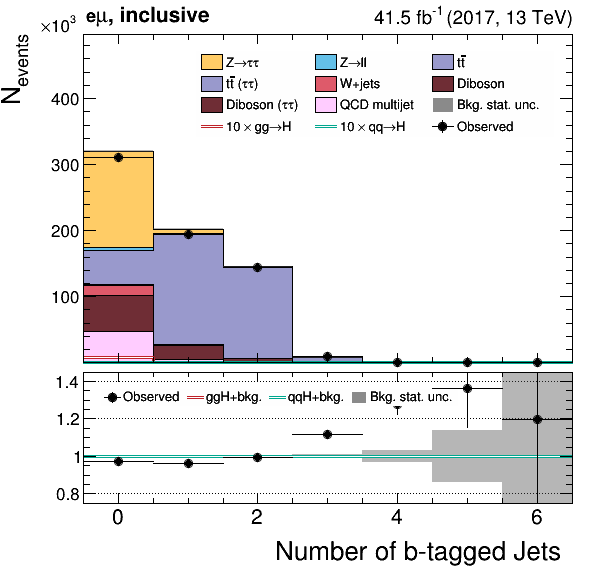 ×10³ eμ, inclusive 41.5 fb⁻¹ (2017, 13 TeV)
N_events
Z→ττ Z→ll tt̄
tt̄ (ττ) W+jets Diboson
Diboson (ττ) QCD multijet Bkg. stat. unc.
10 × gg→H 10 × qq→H Observed
400
300
200
100
1.4
Observed ggH+bkg. qqH+bkg. Bkg. stat. unc.
1.2
1
0.8
0 2 4 6
Number of b-tagged Jets